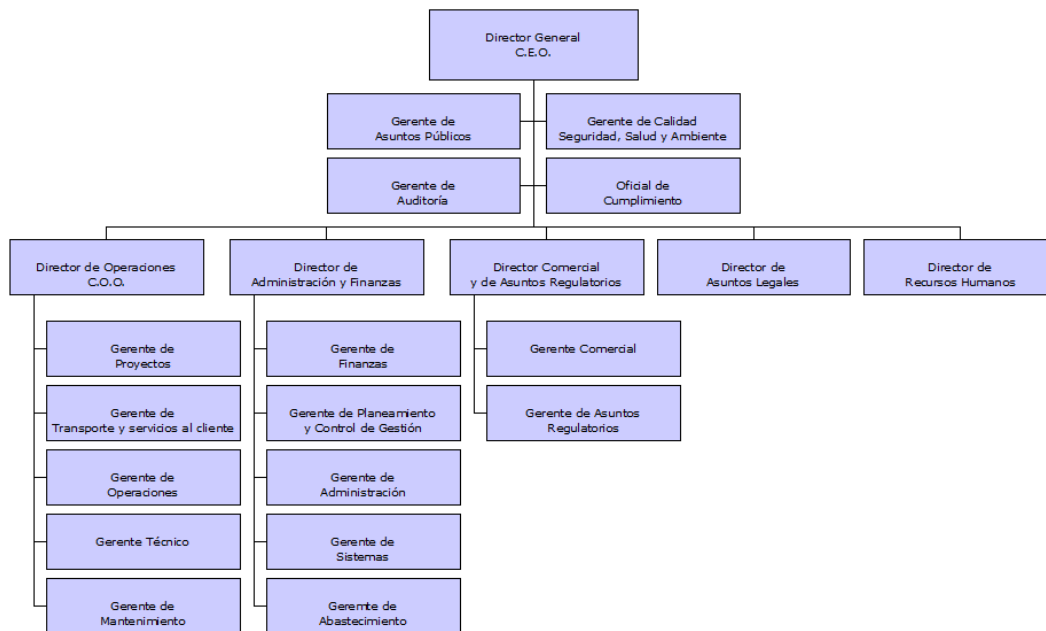 Director General
C.E.O.
Gerente de
Asuntos Públicos
Gerente de Calidad
Seguridad, Salud y Ambiente
Gerente de
Auditoría
Oficial de
Cumplimiento
Director de Operaciones
C.O.O.
Director de
Administración y Finanzas
Director Comercial
y de Asuntos Regulatorios
Director de
Asuntos Legales
Director de
Recursos Humanos
Gerente de
Proyectos
Gerente de
Transporte y servicios al cliente
Gerente de
Operaciones
Gerente Técnico
Gerente de
Mantenimiento
Gerente de
Finanzas
Gerente de Planeamiento
y Control de Gestión
Gerente de
Administración
Gerente de
Sistemas
Geremte de
Abastecimiento
Gerente Comercial
Gerente de Asuntos
Regulatorios